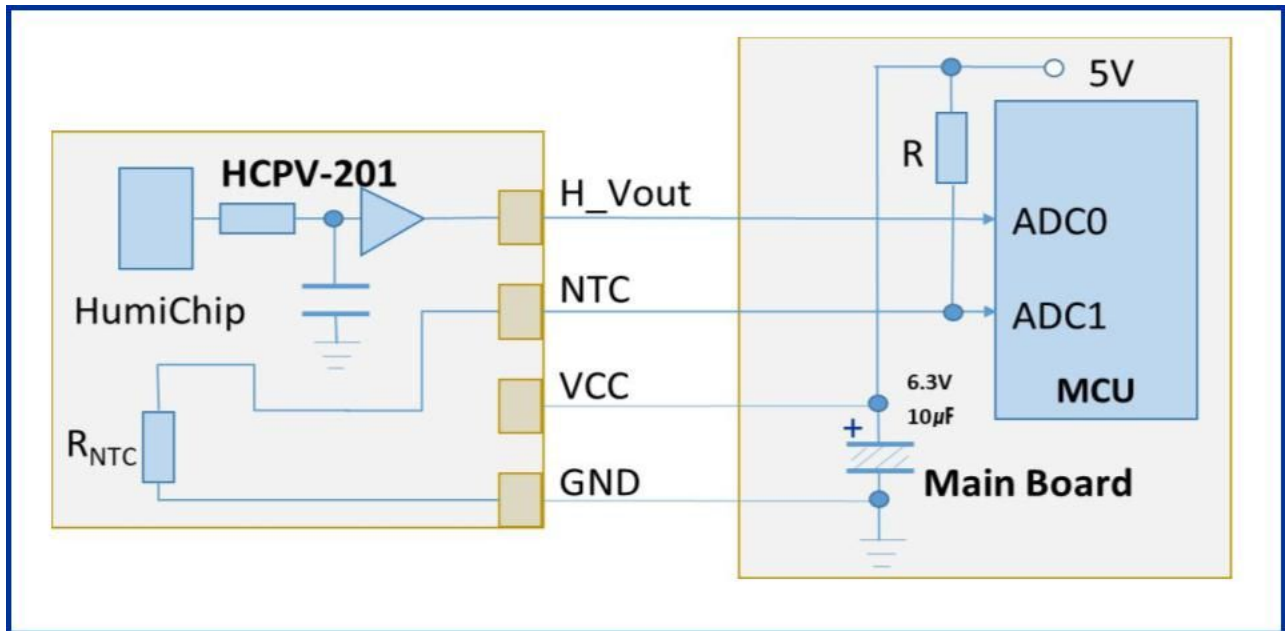 5V
HCPV-201
R
H_Vout
ADC0
NTC
HumiChip
ADC1
VCC
6.3V
10µF
MCU
+
RNTC
GND
Main Board